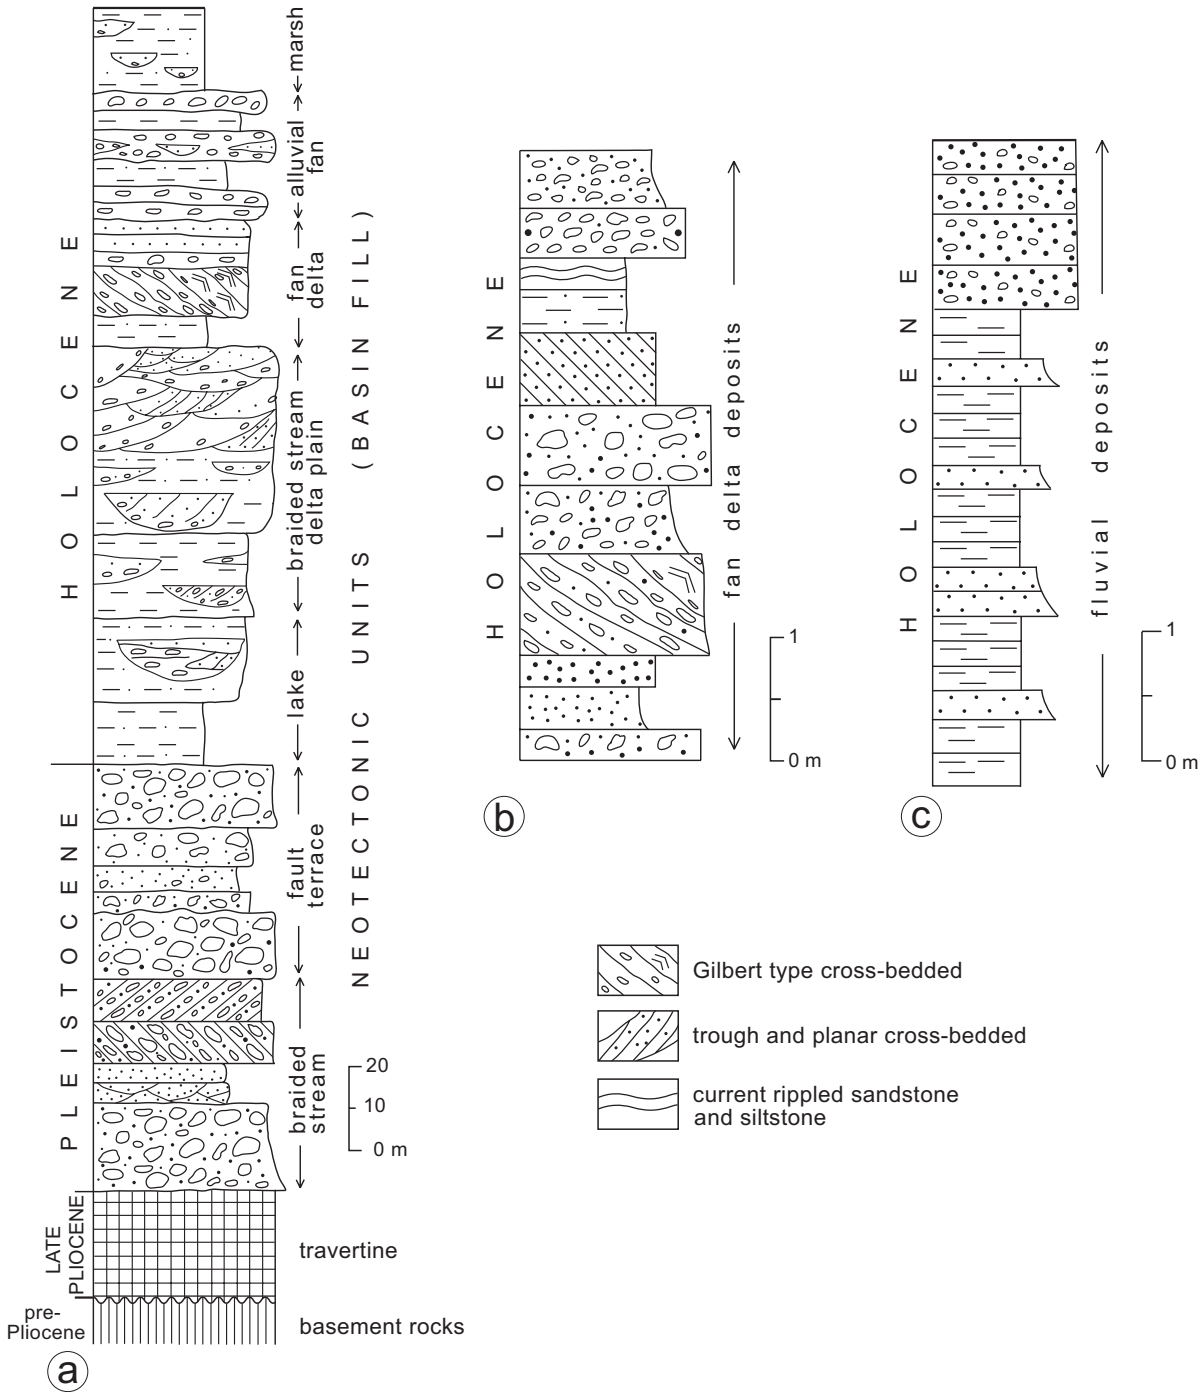 HOLOCENE
PLEISTOCENE
LATE
PLIOCENE
pre-
Pliocene
marsh
alluvial
fan
fan
delta
braided stream
delta plain
lake
fault
terrace
braided
stream
travertine
basement rocks
NEOTECTONIC UNITS (BASIN FILL)
20
10
0 m
a
HOLOCENE
fan delta deposits
1
0 m
b
HOLOCENE
fluvial deposits
1
0 m
c
Gilbert type cross-bedded
trough and planar cross-bedded
current rippled sandstone
and siltstone